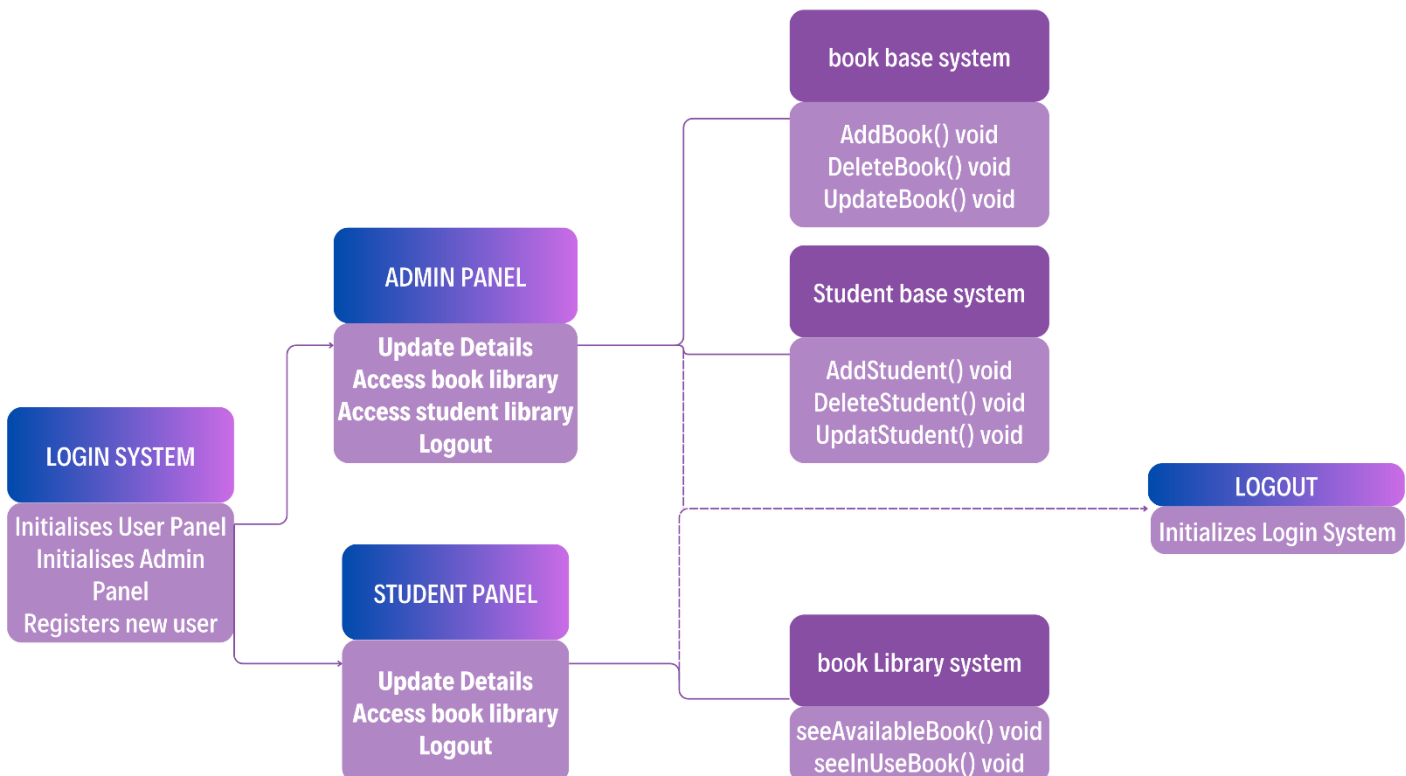 book base system
AddBook() void
DeleteBook() void
UpdateBook() void
ADMIN PANEL
Update Details
Access book library
Access student library
Logout
Student base system
AddStudent() void
DeleteStudent() void
UpdatStudent() void
LOGIN SYSTEM
Initialises User Panel
Initialises Admin
Panel
Registers new user
LOGOUT
Initializes Login System
STUDENT PANEL
Update Details
Access book library
Logout
book Library system
seeAvailableBook() void
seeInUseBook() void